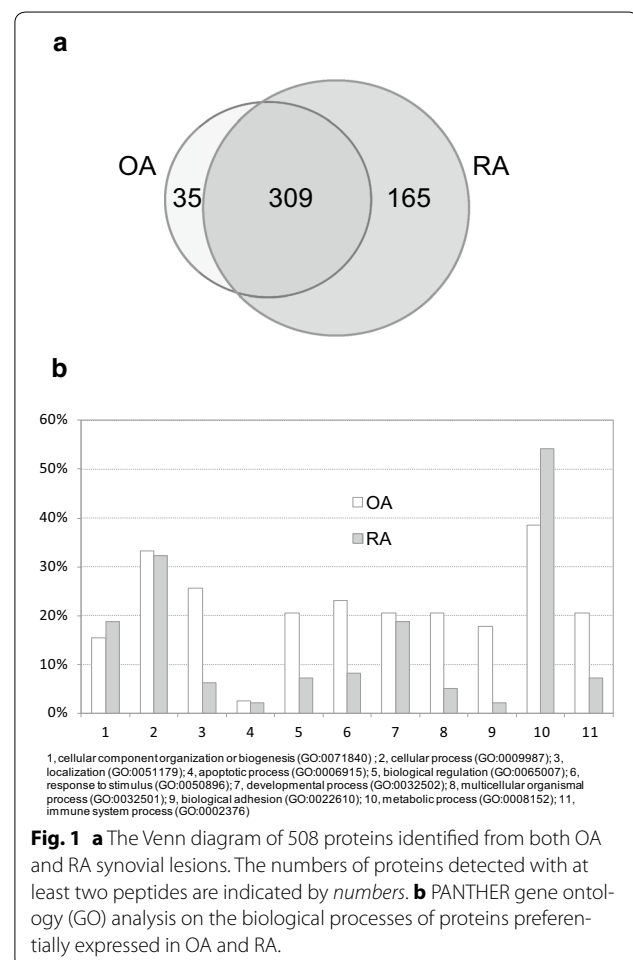 a
OA
RA
35
309
165
b
60%
50%
40%
30%
20%
10%
0%
OA
RA
1 2 3 4 5 6 7 8 9 10 11
1, cellular component organization or biogenesis (GO:0071840) ; 2, cellular process (GO:0009987); 3,
localization (GO:0051179); 4, apoptotic process (GO:0006915); 5, biological regulation (GO:0065007); 6,
response to stimulus (GO:0050896); 7, developmental process (GO:0032502); 8, multicellular organismal
process (GO:0032501); 9, biological adhesion (GO:0022610); 10, metabolic process (GO:0008152); 11,
immune system process (GO:0002376)
Fig. 1 a The Venn diagram of 508 proteins identified from both OA
and RA synovial lesions. The numbers of proteins detected with at
least two peptides are indicated by numbers. b PANTHER gene ontol-
ogy (GO) analysis on the biological processes of proteins preferen-
tially expressed in OA and RA.